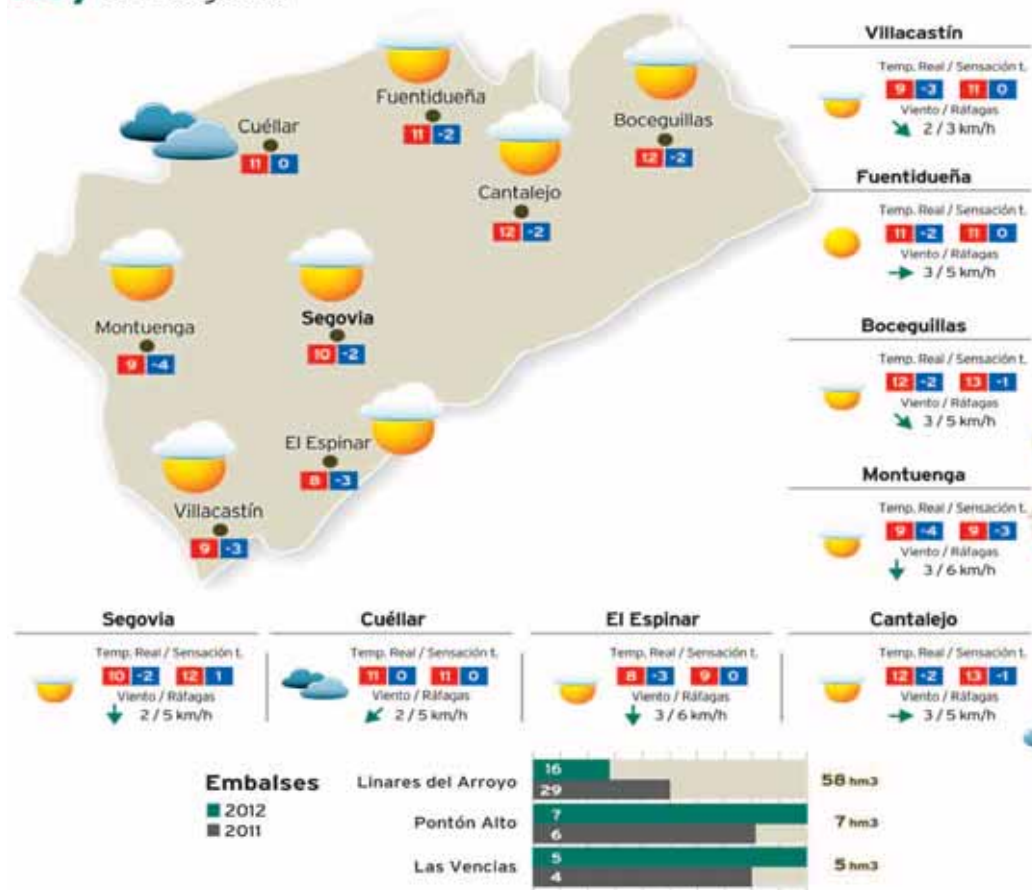 Fuentidueña
11 -2
Cuéllar
11 0
Boceguillas
12 -2
Cantalejo
12 -2
Montuenga
9 -4
Segovia
10 -2
El Espinar
8 -3
Villacastín
9 -3
Villacastín
Temp. Real / Sensación t.
9 -3 11 0
Viento / Ráfagas
2 / 3 km/h
Fuentidueña
Temp. Real / Sensación t.
11 -2 11 0
Viento / Ráfagas
3 / 5 km/h
Boceguillas
Temp. Real / Sensación t.
12 -2 13 -1
Viento / Ráfagas
3 / 5 km/h
Montuenga
Temp. Real / Sensación t.
9 -4 9 -3
Viento / Ráfagas
3 / 6 km/h
Segovia
Temp. Real / Sensación t.
10 -2 12 1
Viento / Ráfagas
2 / 5 km/h
Cuéllar
Temp. Real / Sensación t.
11 0 11 0
Viento / Ráfagas
2 / 5 km/h
El Espinar
Temp. Real / Sensación t.
8 -3 9 0
Viento / Ráfagas
3 / 6 km/h
Cantalejo
Temp. Real / Sensación t.
12 -2 13 -1
Viento / Ráfagas
3 / 5 km/h
Embalses
2012
2011
Linares del Arroyo 16 58 hm3
29
Pontón Alto 7 7 hm3
6
Las Vencias 5 5 hm3
4